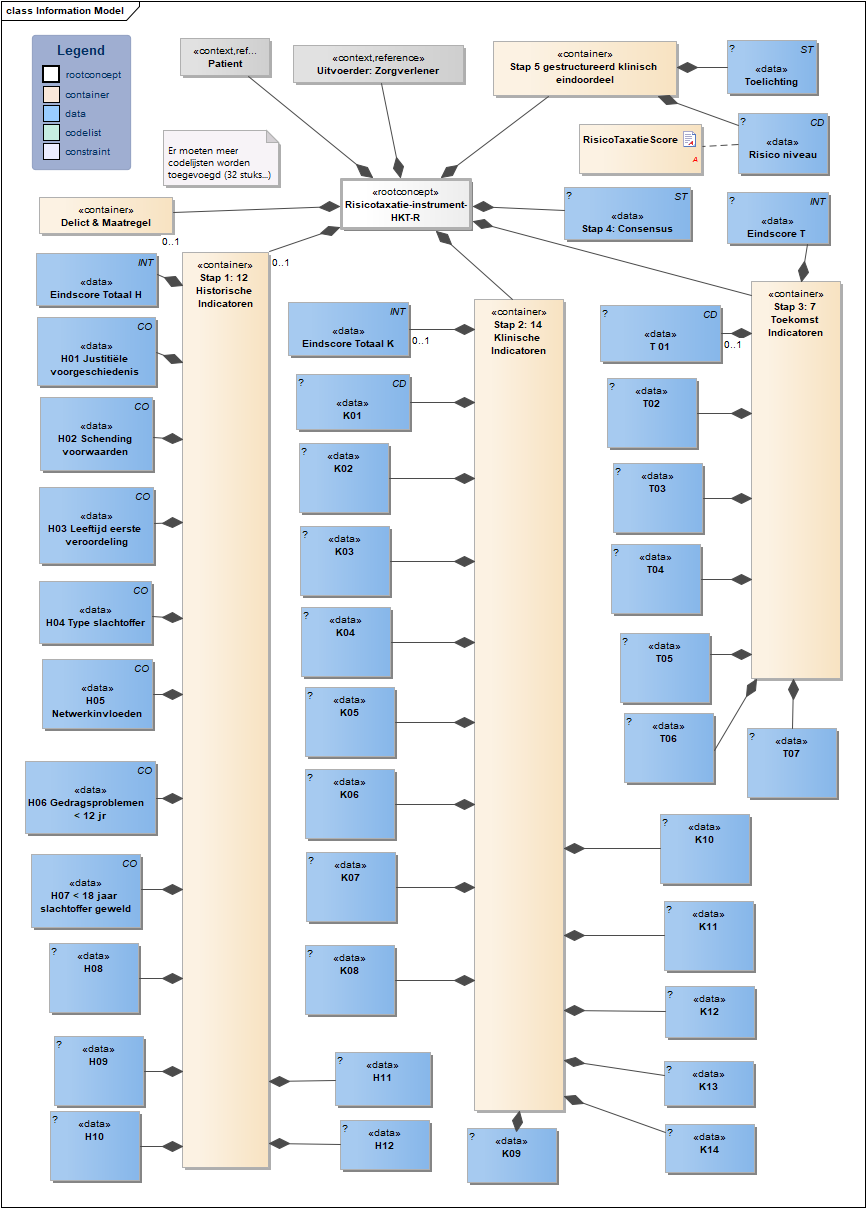 class Information Model
Legend
rootconcept
container
data
codelist
constraint
«context,ref...
Patient
«context,reference»
Uitvoerder: Zorgverlener
«container»
Stap 5 gestructureerd klinisch
eindoordeel
?
ST
«data»
Toelichting
RisicoTaxatieScore
A
?
CD
«data»
Risico niveau
Er moeten meer
codelijsten worden
toegevoegd (32 stuks...)
«rootconcept»
Risicotaxatie-instrument-
HKT-R
«container»
Delict & Maatregel
0..1
?
ST
«data»
Stap 4: Consensus
?
INT
«data»
Eindscore T
«container»
Stap 1: 12
Historische
Indicatoren
0..1
INT
«data»
Eindscore Totaal H
CO
«data»
H01 Justitiële
voorgeschiedenis
CO
«data»
H02 Schending
voorwaarden
CO
«data»
H03 Leeftijd eerste
veroordeling
CO
«data»
H04 Type slachtoffer
CO
«data»
H05
Netwerkinvloeden
CO
«data»
H06 Gedragsproblemen
< 12 jr
CO
«data»
H07 < 18 jaar
slachtoffer geweld
?
«data»
H08
?
«data»
H09
?
«data»
H10
?
«data»
H11
?
«data»
H12
«container»
Stap 2: 14
Klinische
Indicatoren
INT
«data»
Eindscore Totaal K
0..1
?
CD
«data»
K01
?
«data»
K02
?
«data»
K03
?
«data»
K04
?
«data»
K05
?
«data»
K06
?
«data»
K07
?
«data»
K08
?
«data»
K09
?
«data»
K10
?
«data»
K11
?
«data»
K12
?
«data»
K13
?
«data»
K14
«container»
Stap 3: 7
Toekomst
Indicatoren
?
CD
«data»
T 01
0..1
?
«data»
T02
?
«data»
T03
?
«data»
T04
?
«data»
T05
?
«data»
T06
?
«data»
T07